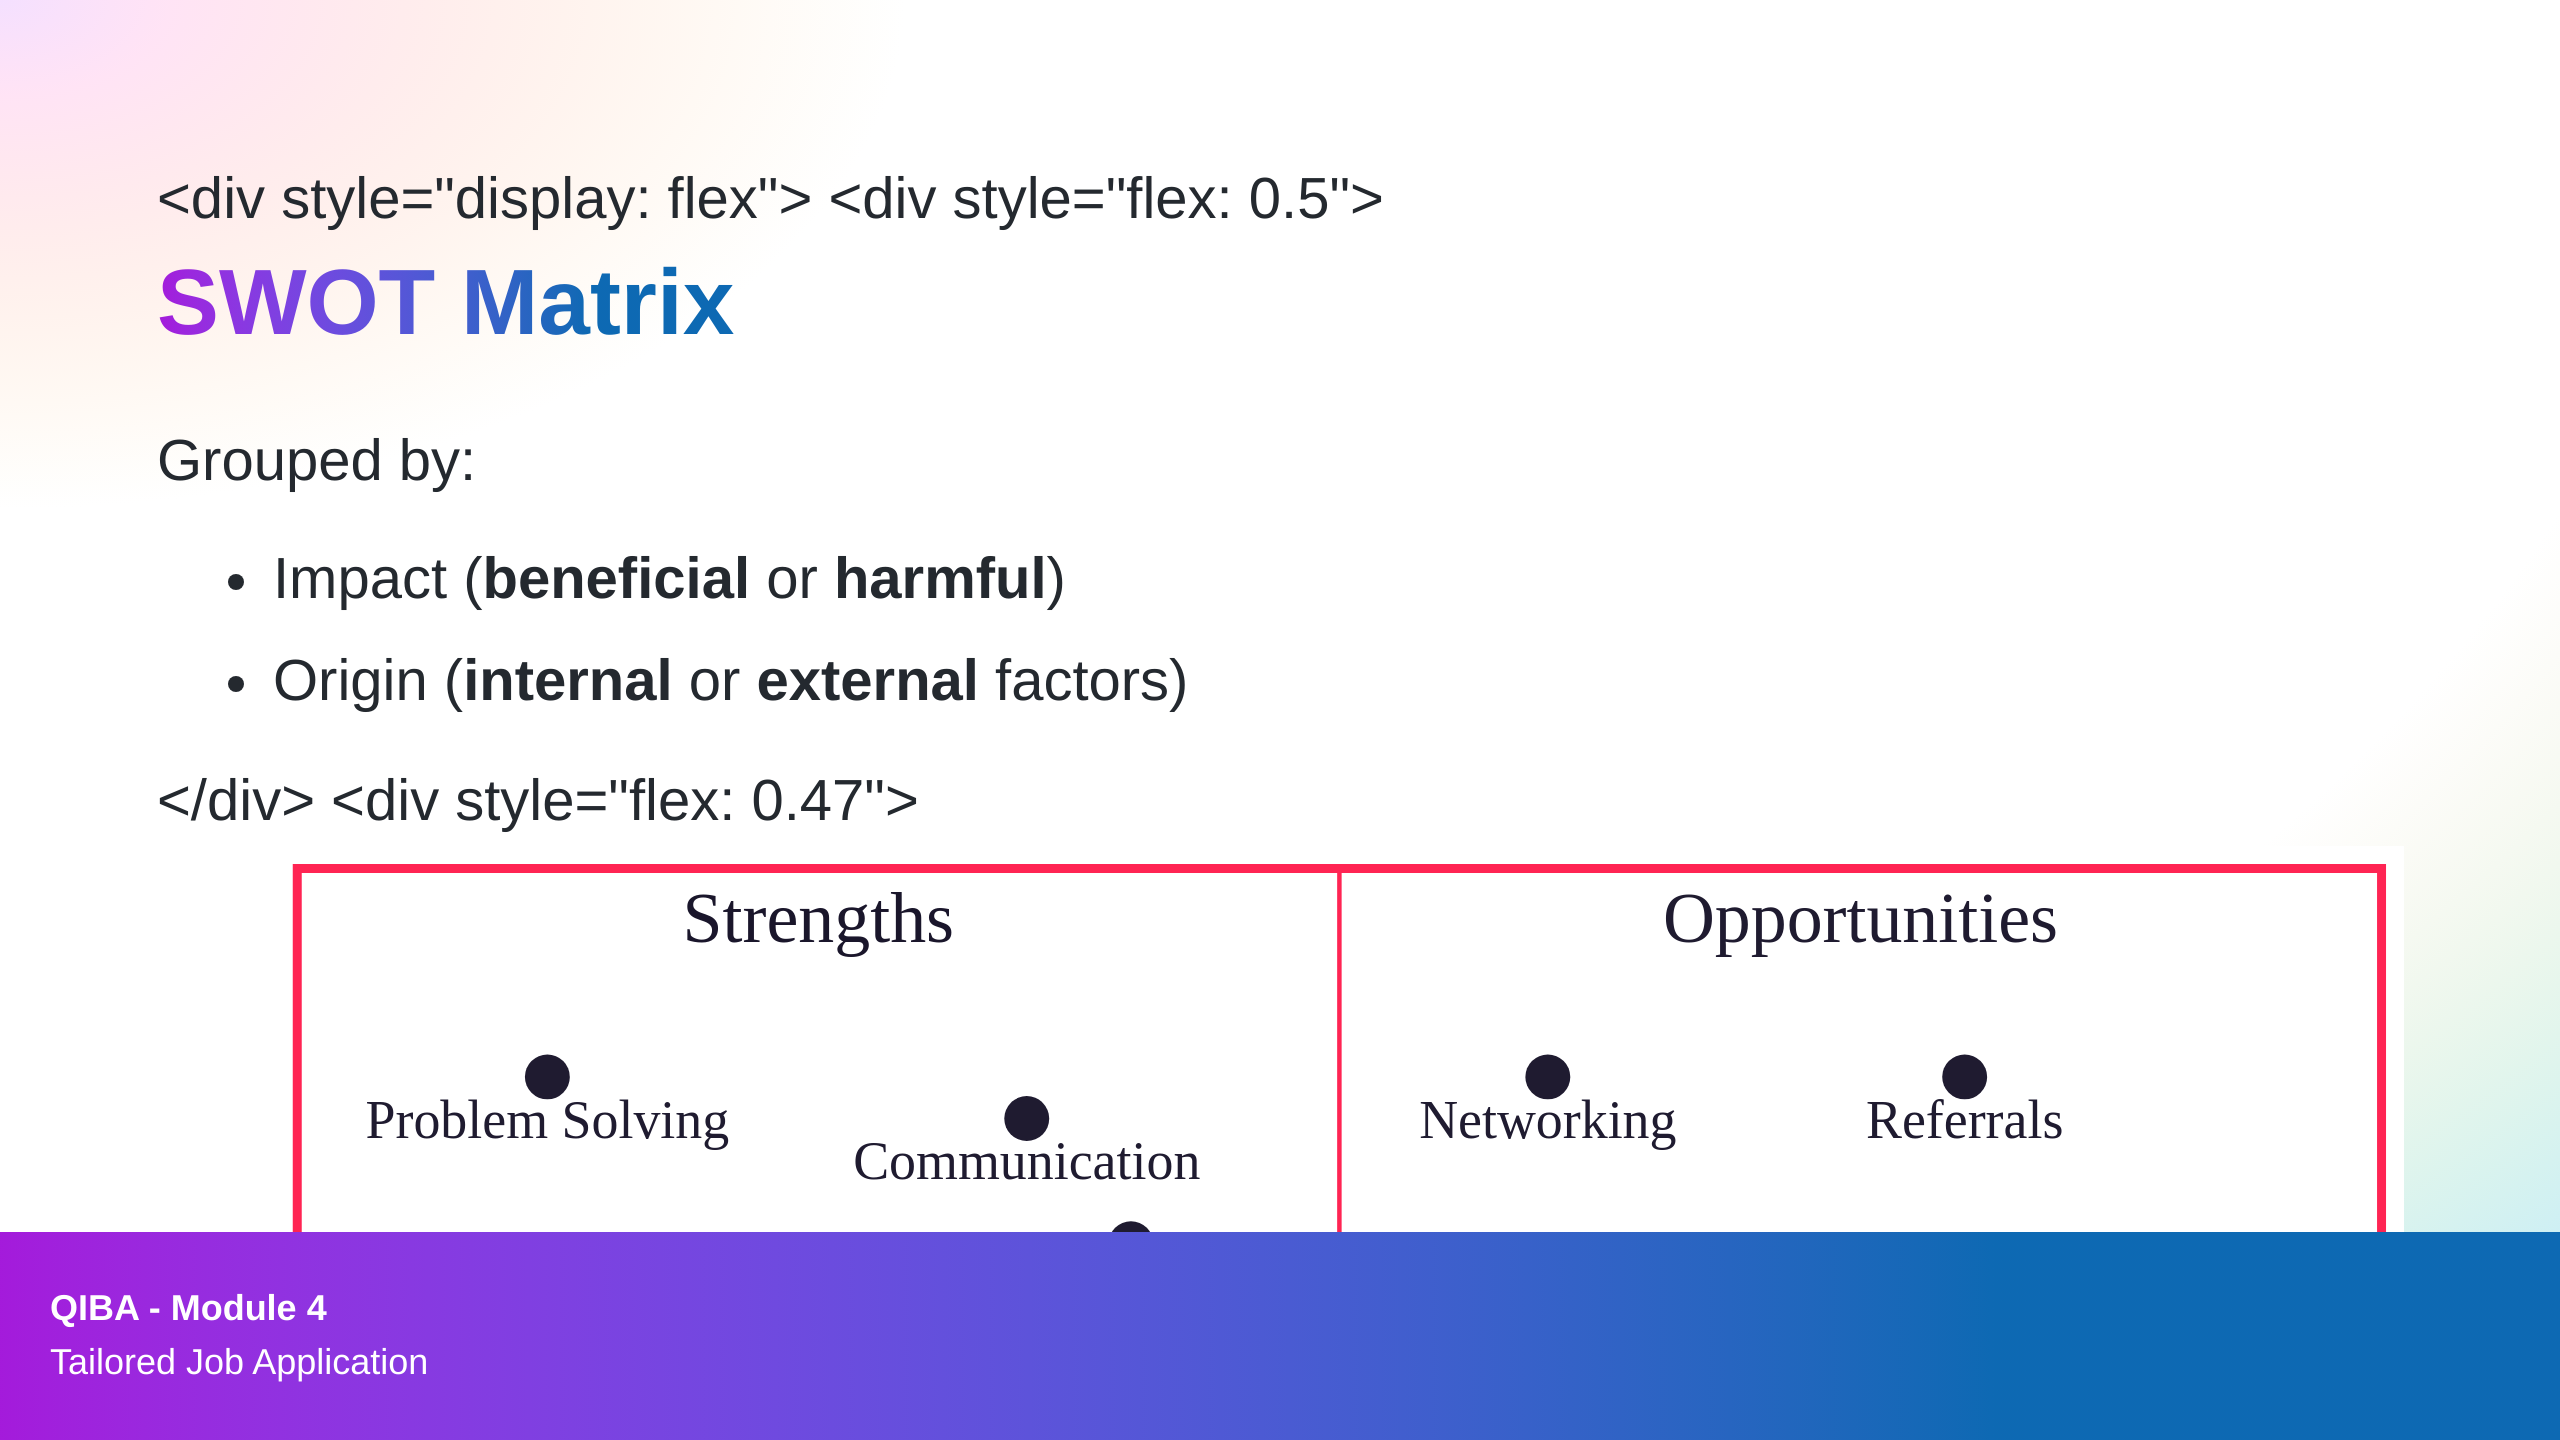 <div style="display: flex"> <div style="flex: 0.5">
SWOT Matrix
Grouped by:
• Impact (beneficial or harmful)
• Origin (internal or external factors)
</div> <div style="flex: 0.47">
Strengths
Opportunities
Problem Solving
Communication
Networking
Referrals
QIBA - Module 4
Tailored Job Application